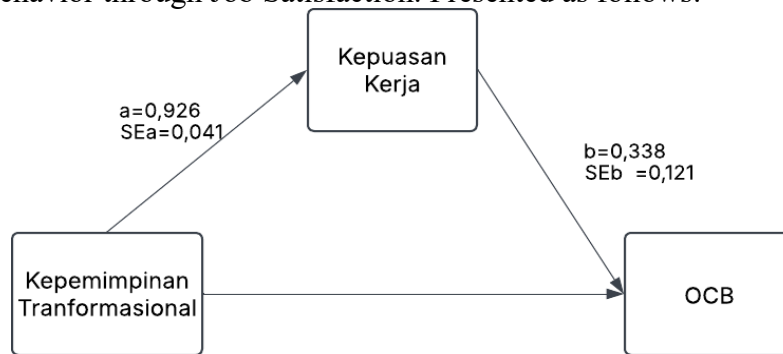 ehavior through Job Satisfaction. Presented as follows:
Kepuasan
Kerja
a=0,926
SEa=0,041
b=0,338
SEb =0,121
Kepemimpinan
Tranformasional
OCB